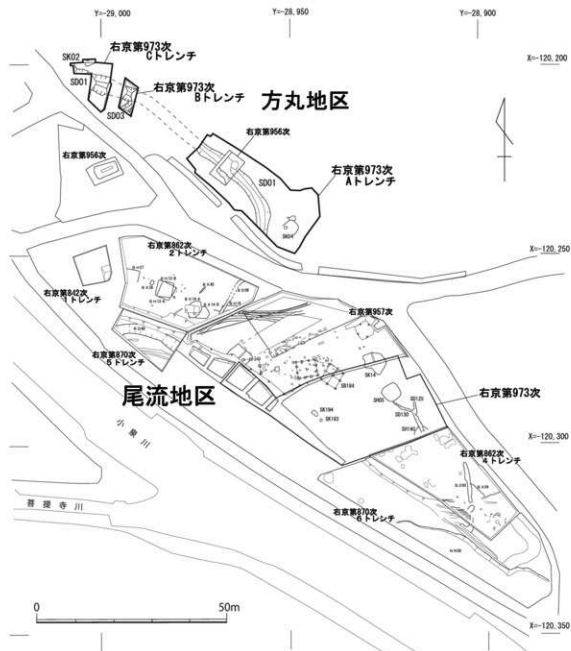 Y=-29,000
Y=-28,950
Y=-28,900
X=-120,200
SK02
右京第973次
Cトレンチ
SD01
右京第973次
Bトレンチ
SD03
方丸地区
右京第956次
右京第956次
右京第973次
Aトレンチ
SD01
SK04
X=-120,250
右京第862次
2トレンチ
右京第842次
1トレンチ
右京第957次
右京第870次
5トレンチ
尾流地区
SK14
右京第973次
SB184
SD125
SD130
SK194
SK183
X=-120,300
右京第862次
4トレンチ
小泉川
菩提寺川
右京第870次
6トレンチ
0
50m
X=-120,350